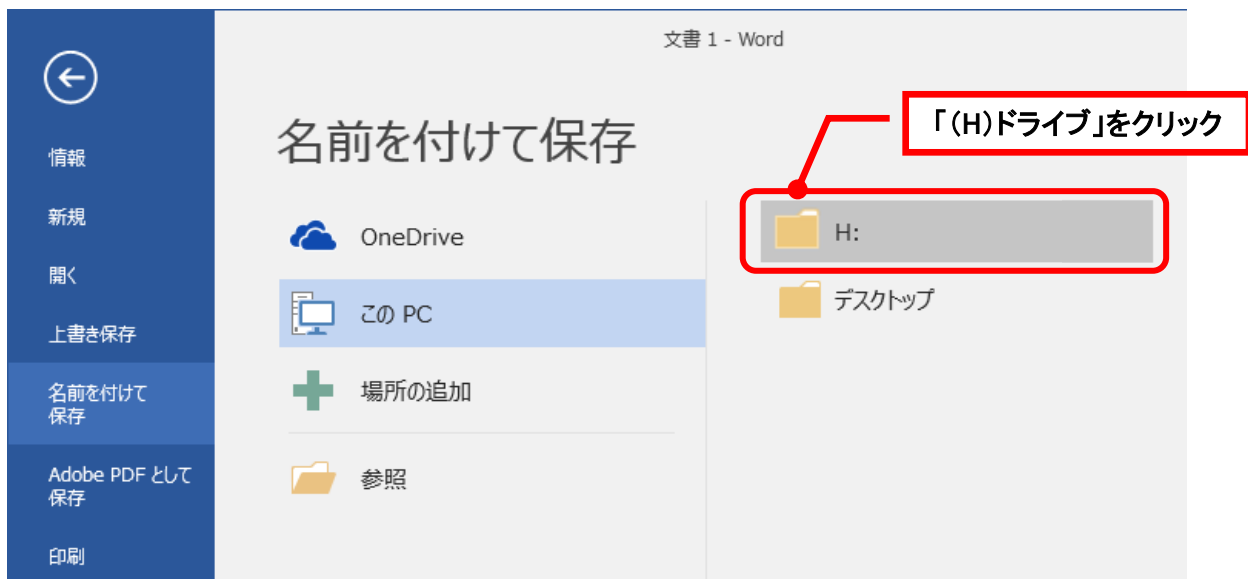 文書 1 - Word
「(H)ドライブ」をクリック
名前を付けて保存
情報
新規
開く
上書き保存
名前を付けて
保存
Adobe PDF として
保存
印刷
OneDrive
この PC
場所の追加
参照
H:
デスクトップ